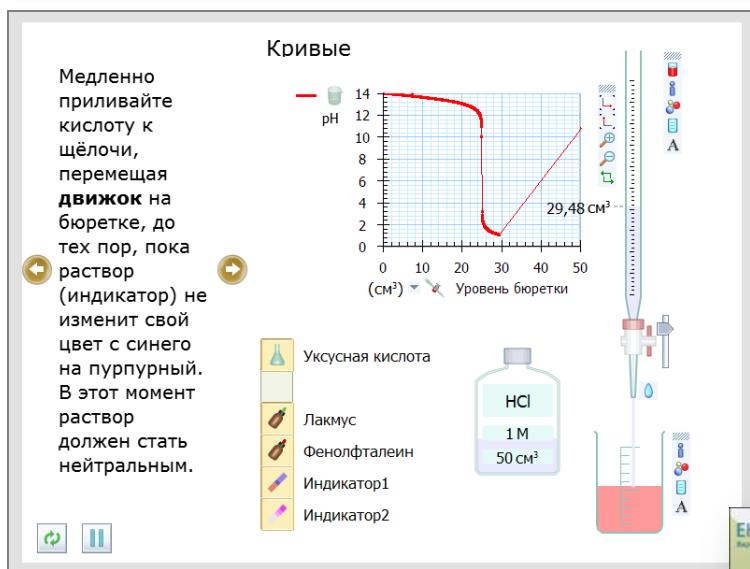 Кривые
Медленно
приливайте
кислоту к
щёлочи,
перемещая
движок на
бюретке, до
тех пор, пока
раствор
(индикатор) не
изменит свой
цвет с синего
на пурпурный.
В этот момент
раствор
должен стать
нейтральным.
pH
14
12
10
8
6
4
2
0
0 10 20 30 40 50
(см³) Уровень бюретки
29,48 см³
A
Уксусная кислота
Лакмус
Фенолфталеин
Индикатор1
Индикатор2
HCl
1 M
50 см³
A